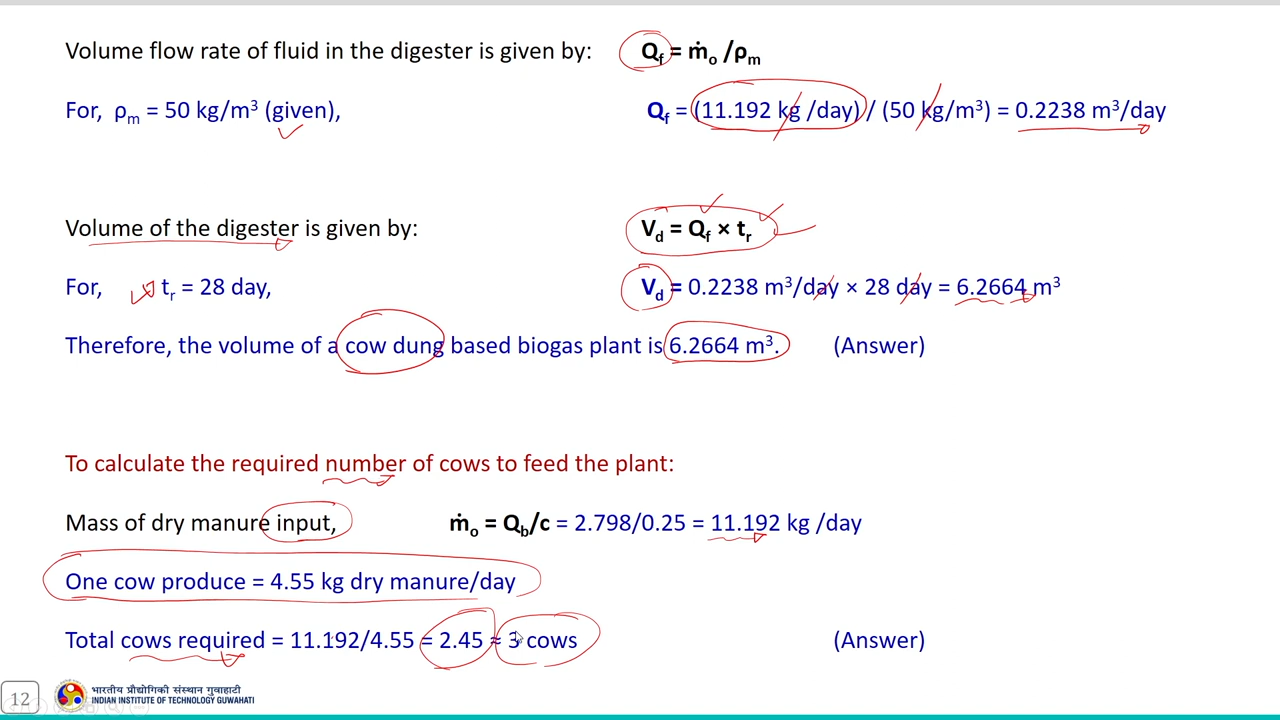 Volume flow rate of fluid in the digester is given by: Qf = ṁo /ρm
For, ρm = 50 kg/m³ (given), Qf = (11.192 kg /day) / (50 kg/m³) = 0.2238 m³/day
Volume of the digester is given by: Vd = Qf × tr
For, tr = 28 day, Vd = 0.2238 m³/day × 28 day = 6.2664 m³
Therefore, the volume of a cow dung based biogas plant is 6.2664 m³. (Answer)
To calculate the required number of cows to feed the plant:
Mass of dry manure input, ṁo = Qb/c = 2.798/0.25 = 11.192 kg /day
One cow produce = 4.55 kg dry manure/day
Total cows required = 11.192/4.55 = 2.45 ≈ 3 cows (Answer)
12
भारतीय प्रौद्योगिकी संस्थान गुवाहाटी
INDIAN INSTITUTE OF TECHNOLOGY GUWAHATI